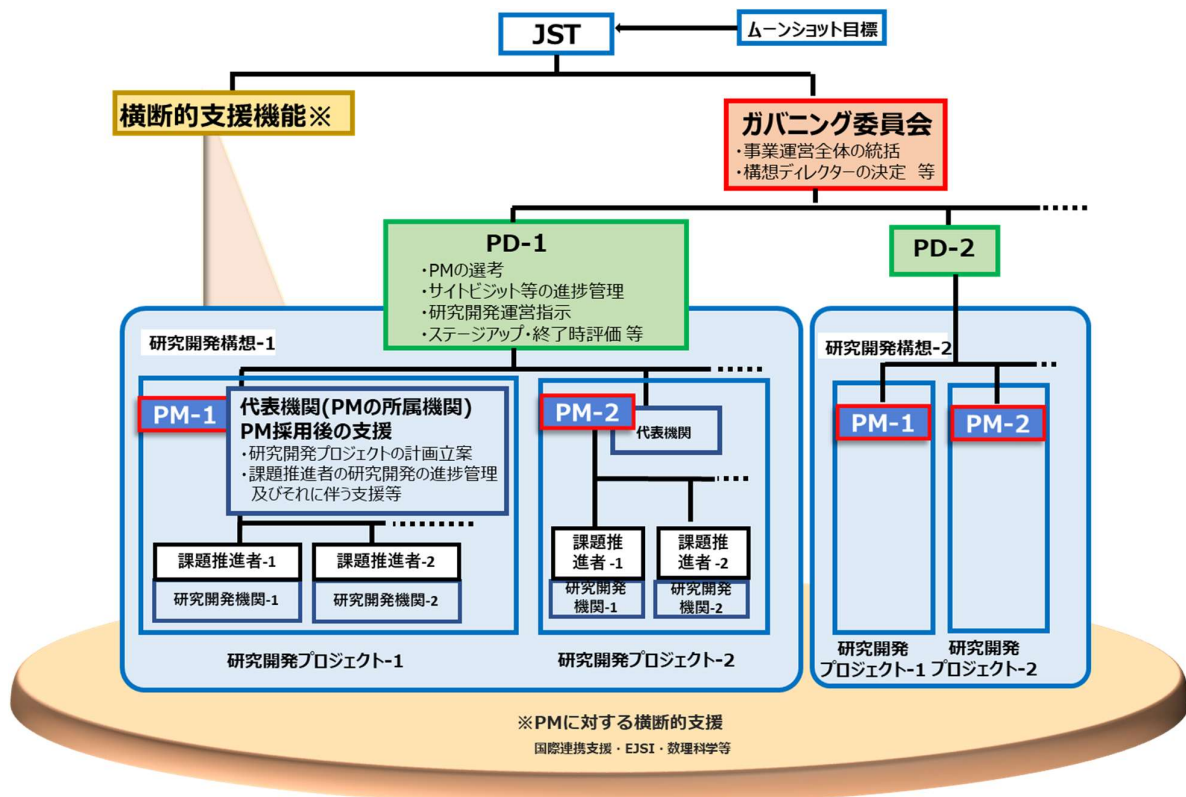 JST
ムーンショット目標
横断的支援機能※
ガバニング委員会
・事業運営全体の統括
・構想ディレクターの決定 等
PD-1
・PMの選考
・サイトビジット等の進捗管理
・研究開発運営指示
・ステージアップ・終了時評価 等
PD-2
研究開発構想-1
PM-1
代表機関(PMの所属機関)
PM採用後の支援
・研究開発プロジェクトの計画立案
・課題推進者の研究開発の進捗管理
及びそれに伴う支援等
課題推進者-1
課題推進者-2
研究開発機関-1
研究開発機関-2
研究開発プロジェクト-1
PM-2
代表機関
課題推
進者-1
課題推
進者-2
研究開発
機関-1
研究開発
機関-2
研究開発プロジェクト-2
研究開発構想-2
PM-1
PM-2
研究開発
プロジェクト-1
研究開発
プロジェクト-2
※PMに対する横断的支援
国際連携支援・EJSI・数理科学等